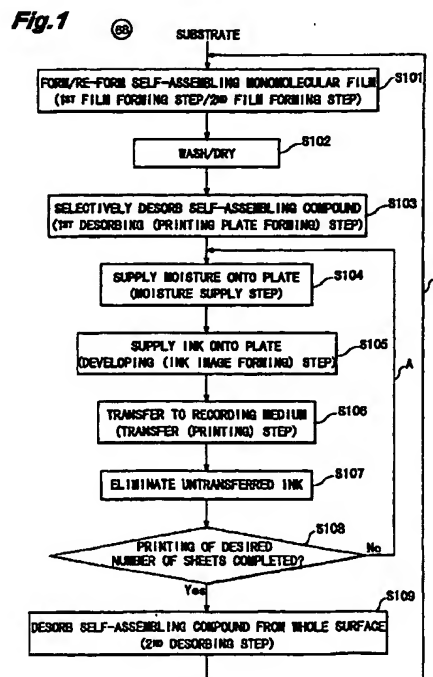 Fig.1
88
SUBSTRATE
FORM/RE-FORM SELF-ASSEMBLING MONOMOLECULAR FILM
(1ST FILM FORMING STEP/2ND FILM FORMING STEP)
S101
WASH/DRY
S102
SELECTIVELY DESORB SELF-ASSEMBLING COMPOUND
(1ST DESORBING (PRINTING PLATE FORMING) STEP)
S103
SUPPLY MOISTURE ONTO PLATE
(MOISTURE SUPPLY STEP)
S104
SUPPLY INK ONTO PLATE
(DEVELOPING (INK IMAGE FORMING) STEP)
S105
A
TRANSFER TO RECORDING MEDIUM
(TRANSFER (PRINTING) STEP)
S106
ELIMINATE UNTRANSFERRED INK
S107
PRINTING OF DESIRED
NUMBER OF SHEETS COMPLETED?
S108
No
Yes
DESORB SELF-ASSEMBLING COMPOUND FROM WHOLE SURFACE
(2ND DESORBING STEP)
S109